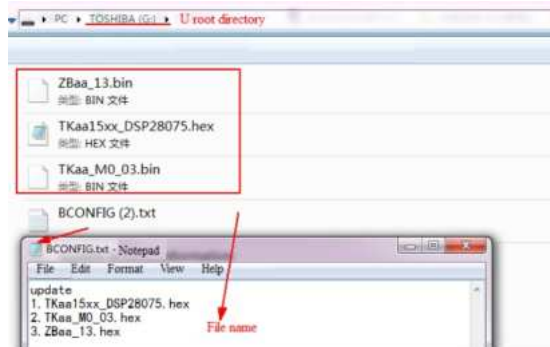 PC ▸ TOSHIBA (G:) ▸ U root directory
ZBaa_13.bin
类型: BIN 文件
TKaa15xx_DSP28075.hex
类型: HEX 文件
TKaa_M0_03.bin
类型: BIN 文件
BCONFIG (2).txt
BCONFIG.txt - Notepad
File Edit Format View Help
update
1. TKaa15xx_DSP28075. hex
2. TKaa_M0_03. hex
3. ZBaa_13. hex
File name